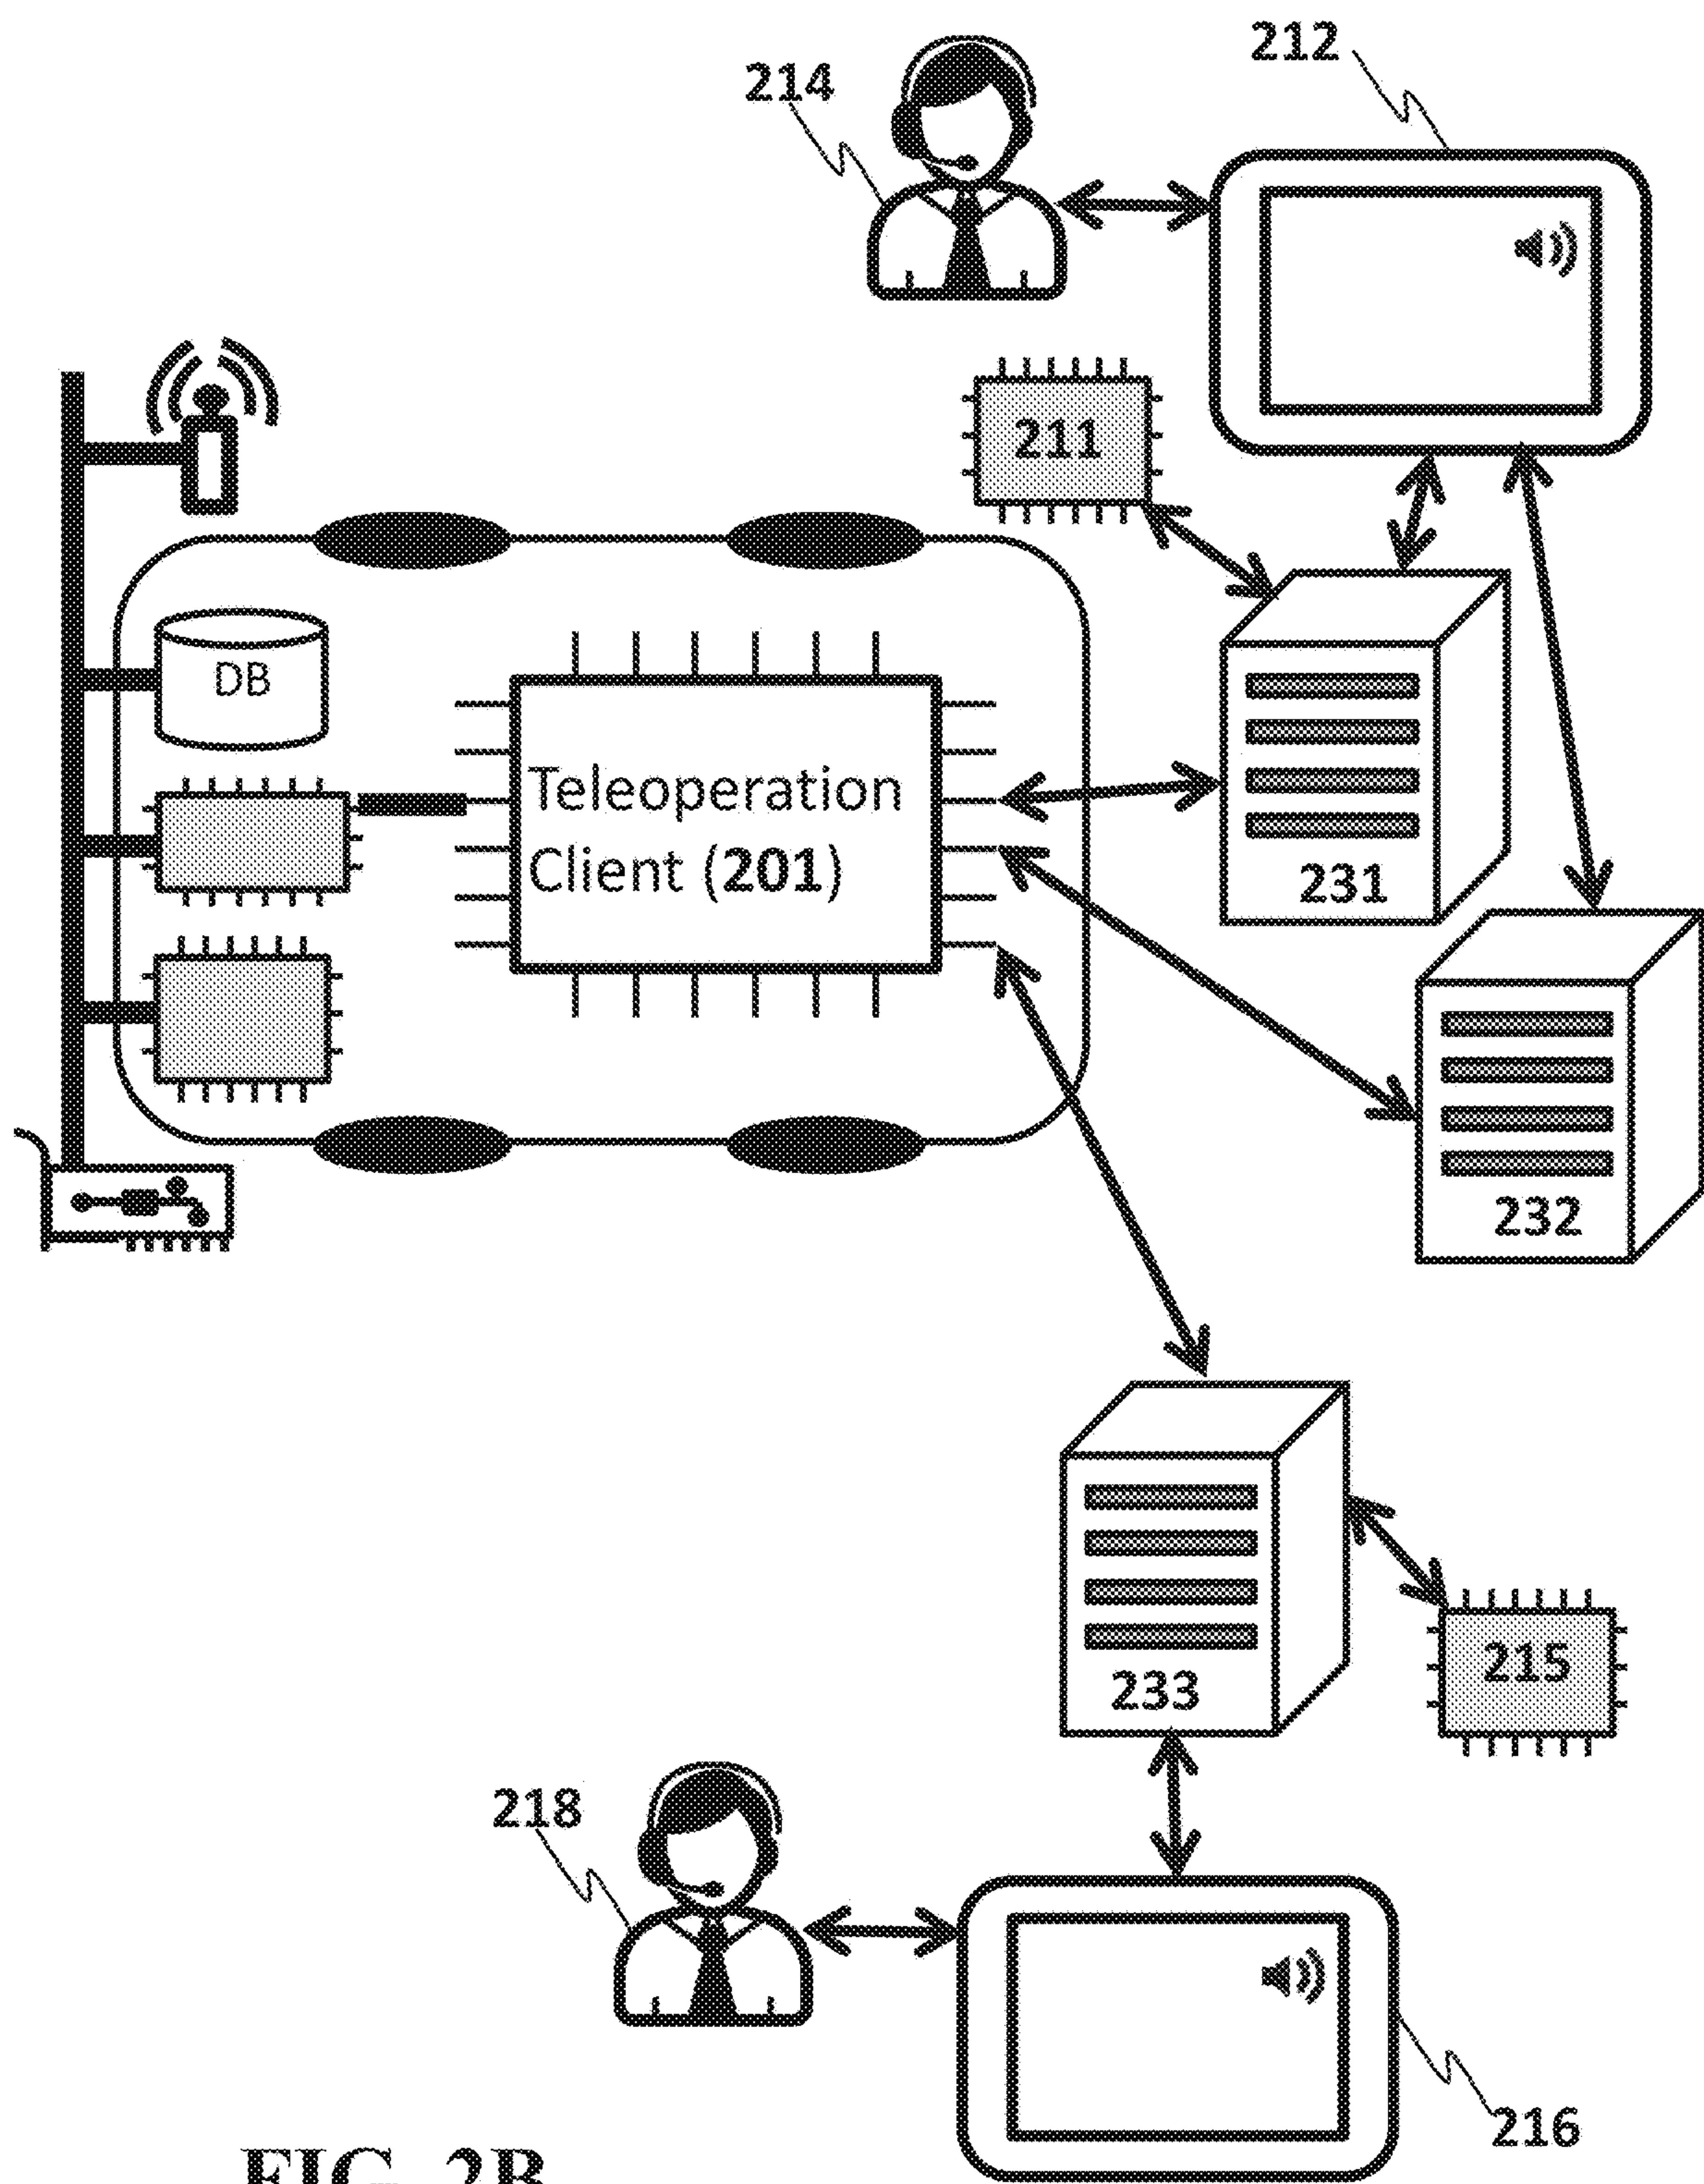 212
214
211
DB
Teleoperation
Client (201)
231
232
233
215
218
216
FIG. 2B